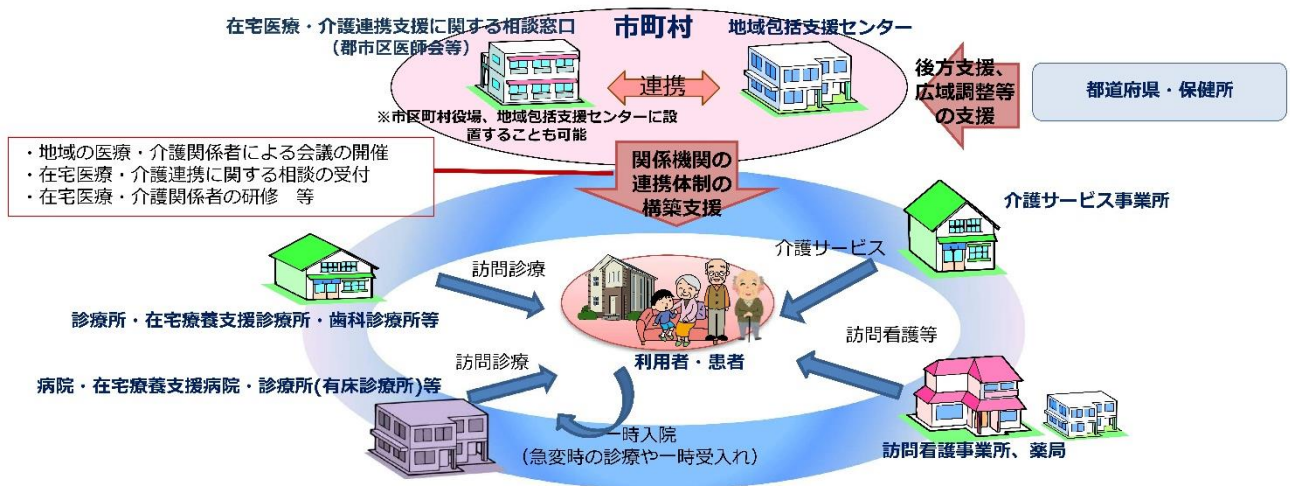 在宅医療・介護連携支援に関する相談窓口
(郡市区医師会等)
市町村
地域包括支援センター
連携
※市区町村役場、地域包括支援センターに設
置することも可能
後方支援、
広域調整等
の支援
都道府県・保健所
・地域の医療・介護関係者による会議の開催
・在宅医療・介護連携に関する相談の受付
・在宅医療・介護関係者の研修　等
関係機関の
連携体制の
構築支援
介護サービス事業所
訪問診療
介護サービス
診療所・在宅療養支援診療所・歯科診療所等
訪問看護等
訪問診療
利用者・患者
病院・在宅療養支援病院・診療所(有床診療所)等
一時入院
(急変時の診療や一時受入れ)
訪問看護事業所、薬局